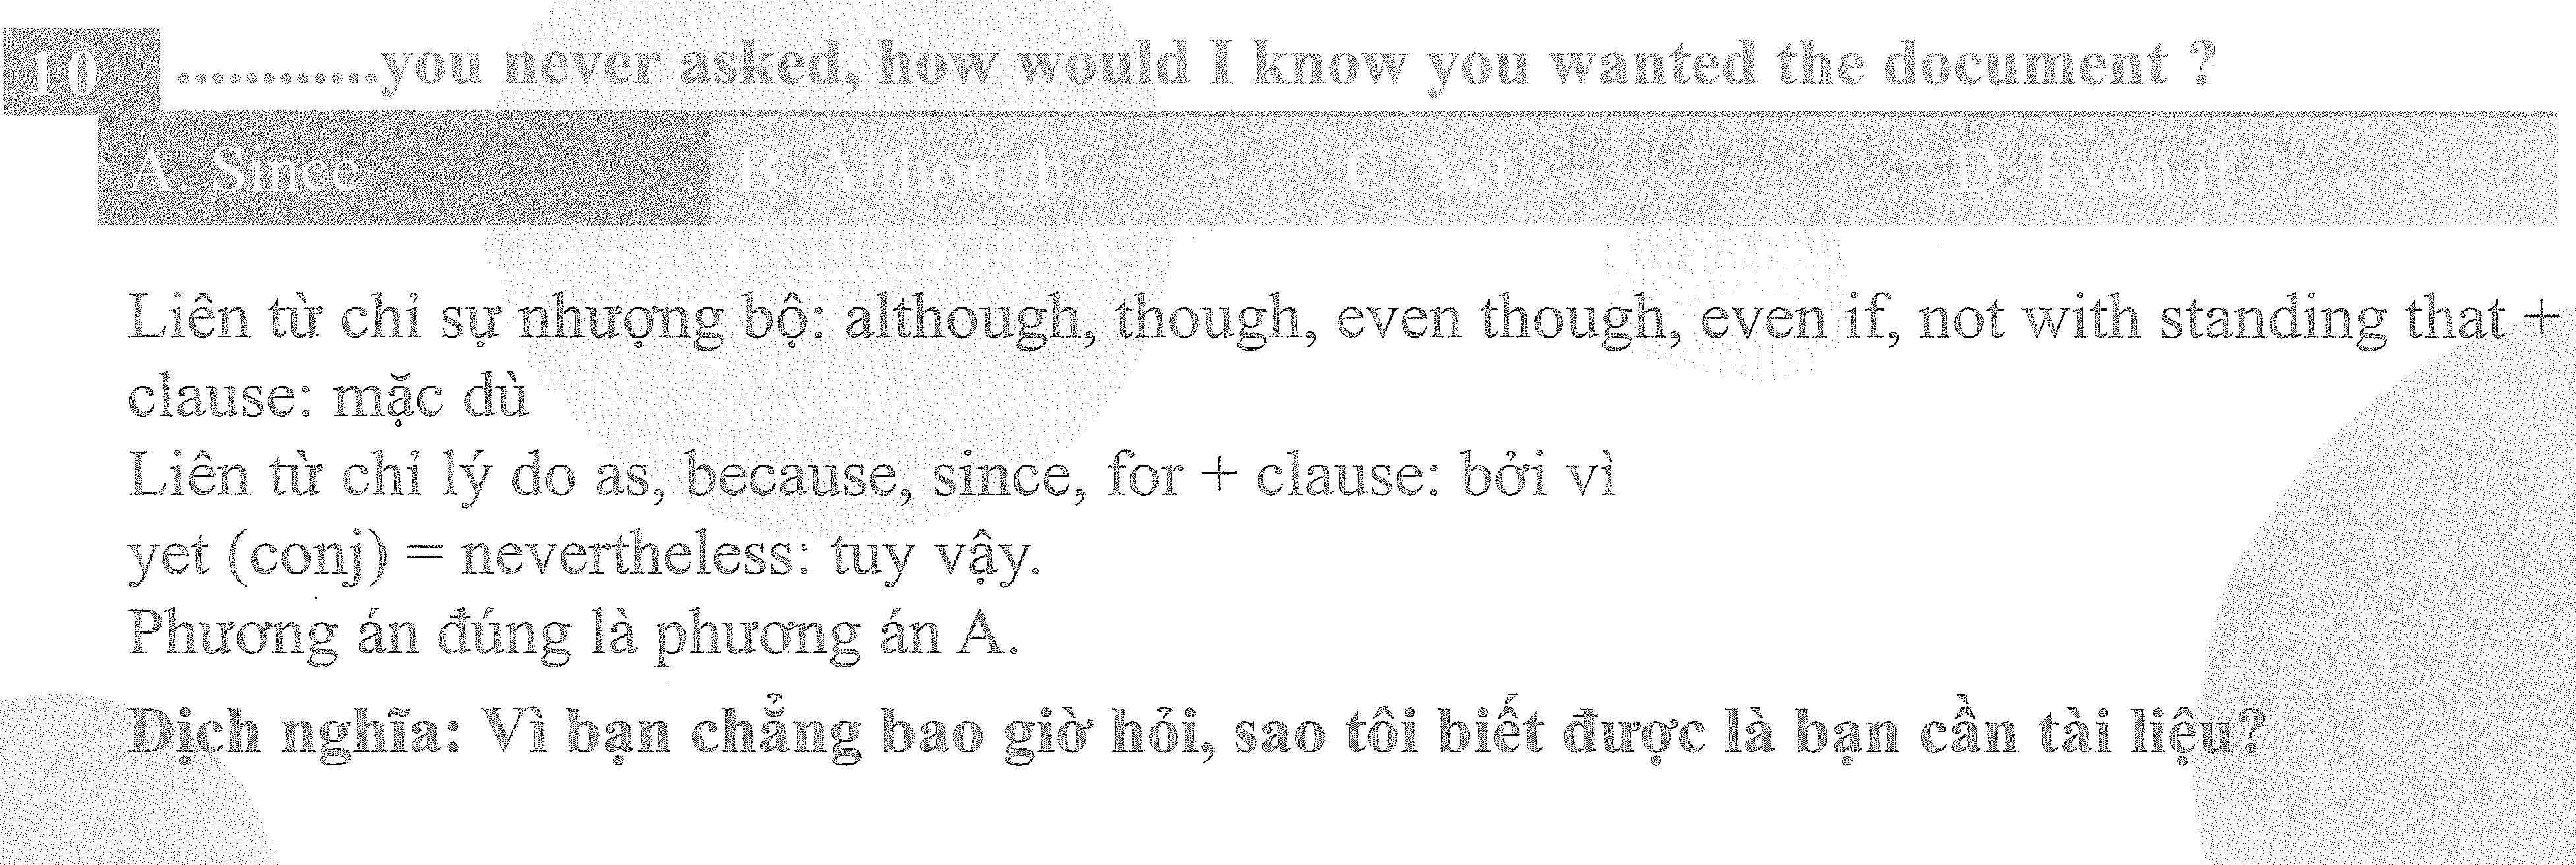 10 ............you never asked, how would I know you wanted the document ?
A. Since B. Although C. Yet D. Even if
Liên từ chỉ sự nhượng bộ: although, though, even though, even if, not with standing that +
clause: mặc dù
Liên từ chỉ lý do as, because, since, for + clause: bởi vì
yet (conj) = nevertheless: tuy vậy.
Phương án đúng là phương án A.
Dịch nghĩa: Vì bạn chẳng bao giờ hỏi, sao tôi biết được là bạn cần tài liệu?